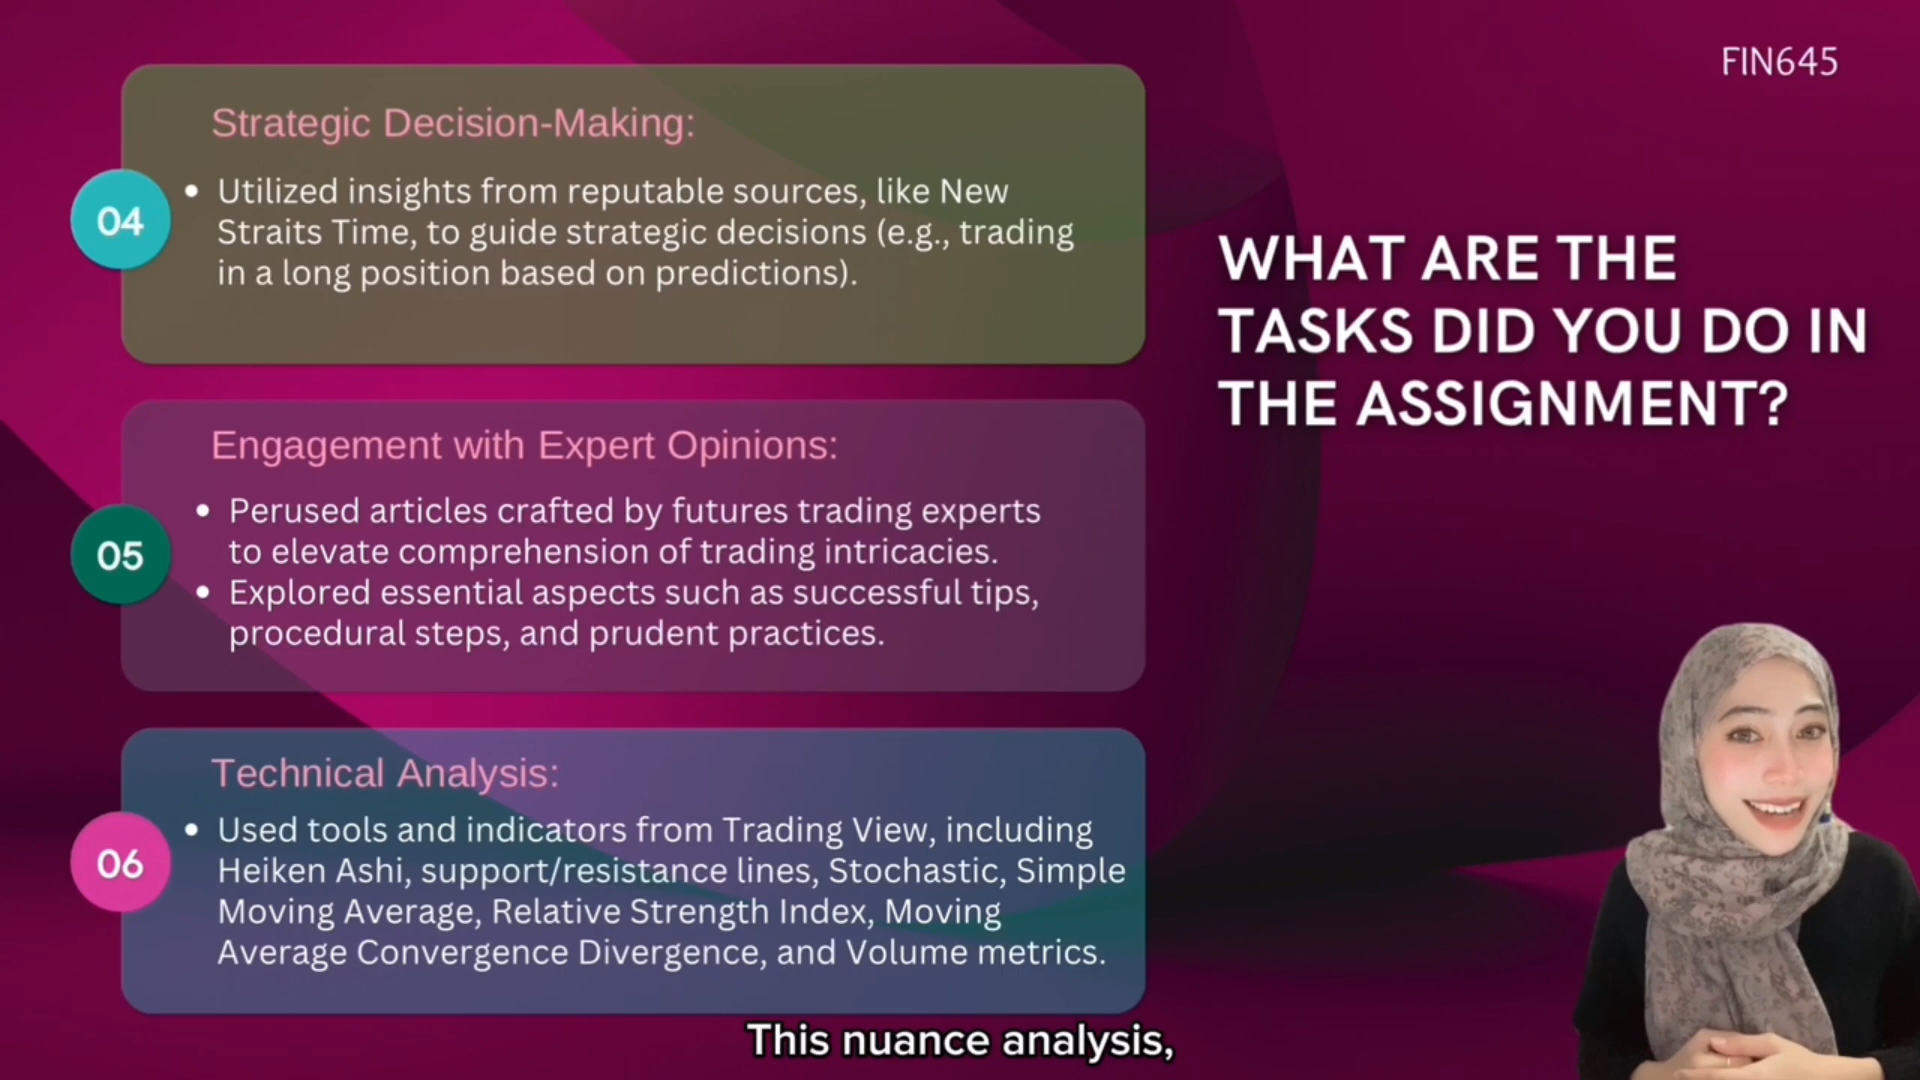 FIN645
Strategic Decision-Making:
04
• Utilized insights from reputable sources, like New
Straits Time, to guide strategic decisions (e.g., trading
in a long position based on predictions).
WHAT ARE THE
TASKS DID YOU DO IN
THE ASSIGNMENT?
Engagement with Expert Opinions:
05
• Perused articles crafted by futures trading experts
to elevate comprehension of trading intricacies.
• Explored essential aspects such as successful tips,
procedural steps, and prudent practices.
Technical Analysis:
06
• Used tools and indicators from Trading View, including
Heiken Ashi, support/resistance lines, Stochastic, Simple
Moving Average, Relative Strength Index, Moving
Average Convergence Divergence, and Volume metrics.
This nuance analysis,